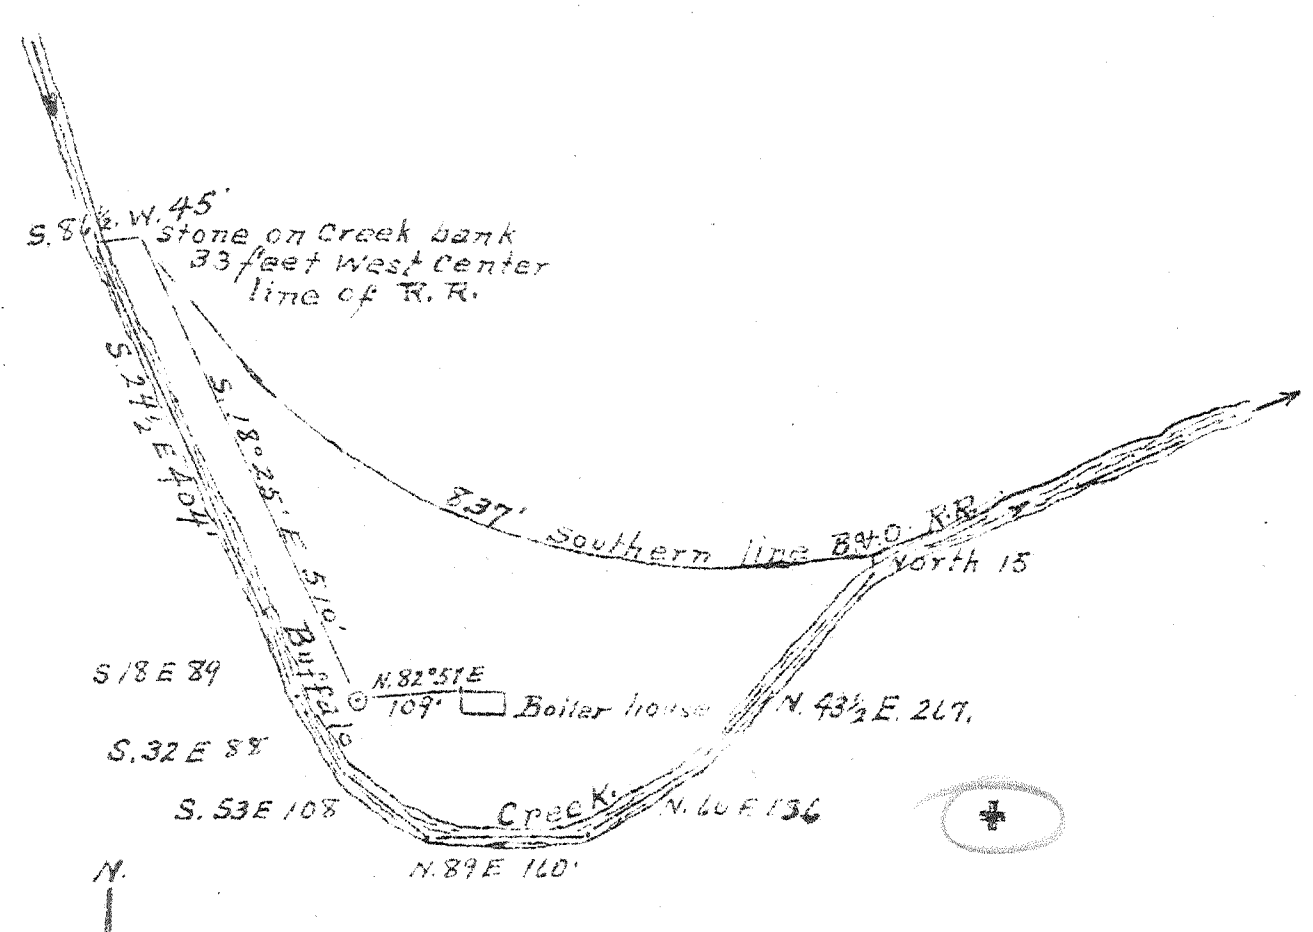 S. 86½. W. 45'
stone on Creek bank
33 feet West Center
line of R. R.
S. 24½ E 404'
S. 18° 25' E 510'
837' Southern line B.&O. R.R.
North 15
Buffalo
S 18 E 89
N. 82° 51' E
109'
Boiler house
N. 43½ E. 267.
S. 32 E 88
S. 53 E 108
Creek.
N. 60 E 136
N. 89 E 160'
N.